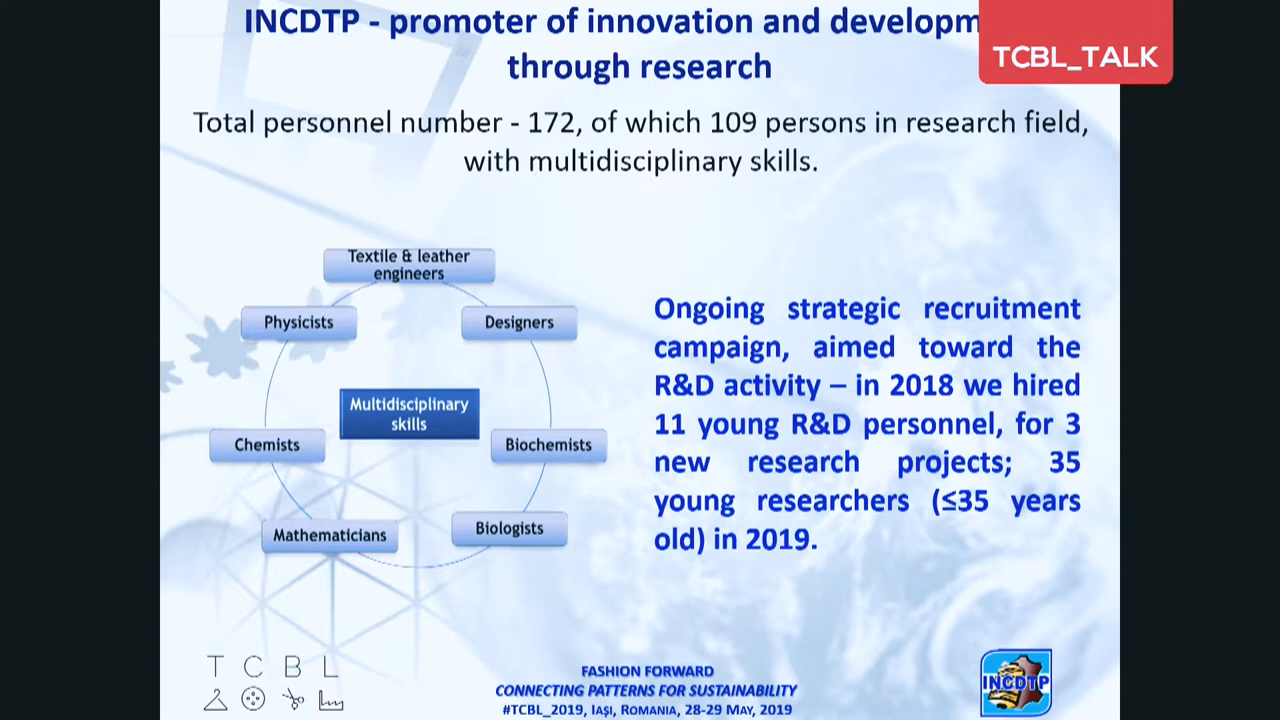 INCDTP - promoter of innovation and developm
through research
TCBL_TALK
Total personnel number - 172, of which 109 persons in research field,
with multidisciplinary skills.
Textile & leather
engineers
Physicists
Designers
Multidisciplinary
skills
Chemists
Biochemists
Mathematicians
Biologists
Ongoing strategic recruitment
campaign, aimed toward the
R&D activity – in 2018 we hired
11 young R&D personnel, for 3
new research projects; 35
young researchers (≤35 years
old) in 2019.
T C B L
FASHION FORWARD
CONNECTING PATTERNS FOR SUSTAINABILITY
#TCBL_2019, IAȘI, ROMANIA, 28-29 MAY, 2019
INCDTP